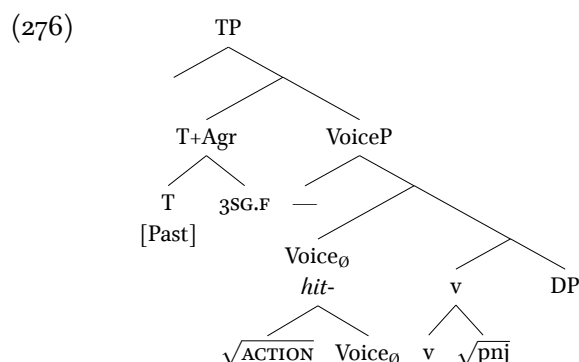 (276) TP
T+Agr VoiceP
T 3SG.F —
[Past]
Voice∅
hit- v DP
√ACTION Voice∅ v √pnj